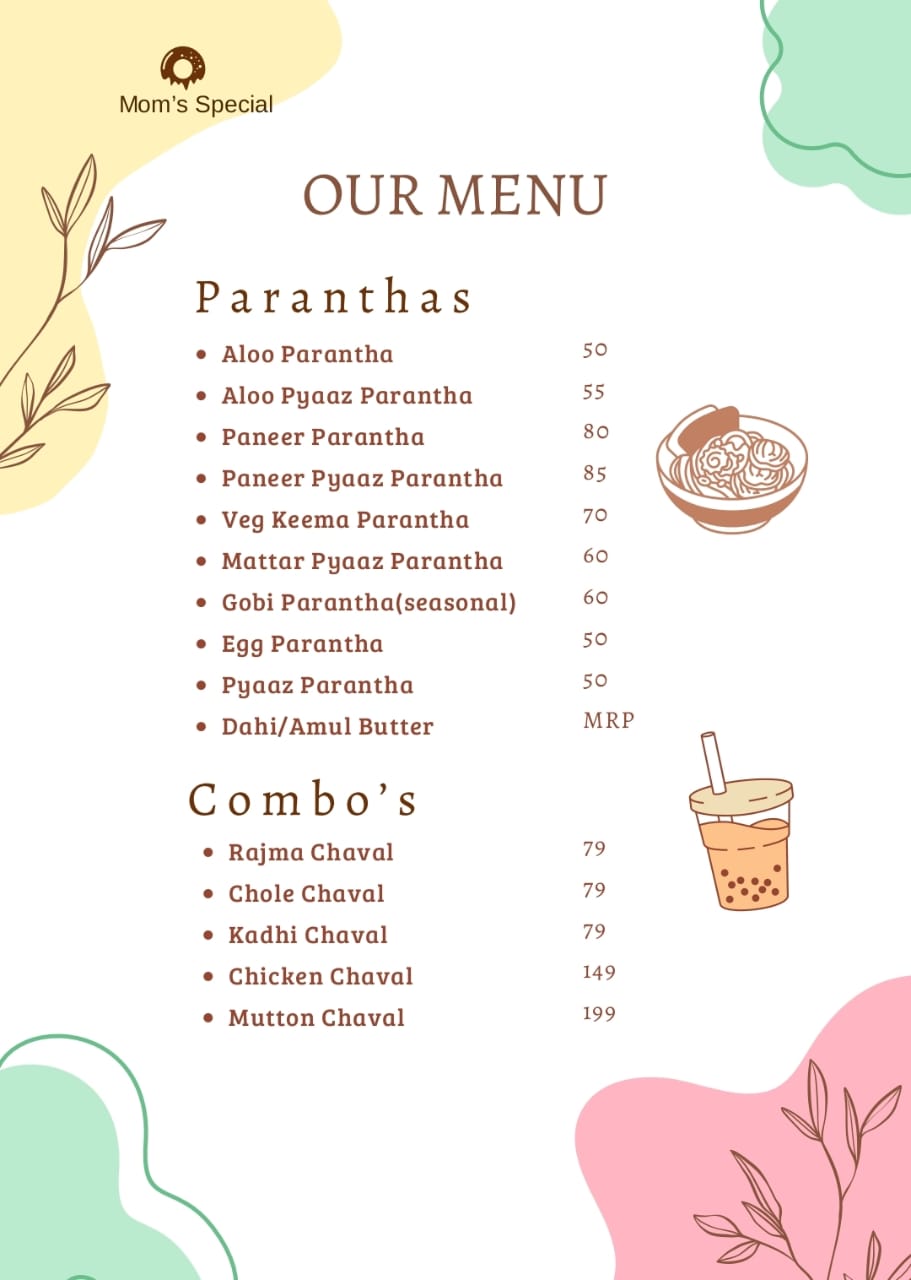 Mom's Special
OUR MENU
Paranthas
Aloo Parantha 50
Aloo Pyaaz Parantha 55
Paneer Parantha 80
Paneer Pyaaz Parantha 85
Veg Keema Parantha 70
Mattar Pyaaz Parantha 60
Gobi Parantha(seasonal) 60
Egg Parantha 50
Pyaaz Parantha 50
Dahi/Amul Butter MRP
Combo's
Rajma Chaval 79
Chole Chaval 79
Kadhi Chaval 79
Chicken Chaval 149
Mutton Chaval 199